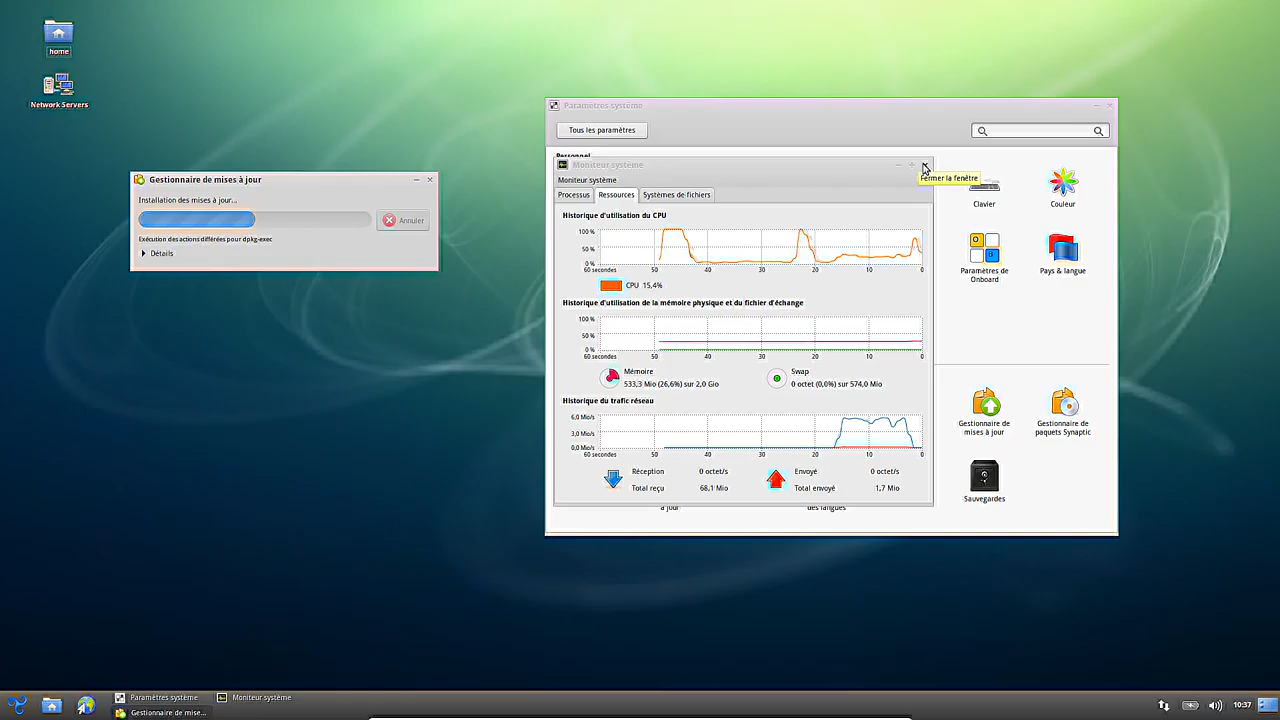 home
Network Servers
Gestionnaire de mises à jour
Installation des mises à jour...
Annuler
Exécution des actions différées pour dpkg-exec
Détails
Paramètres système
Tous les paramètres
Personnel
Moniteur système
Fermer la fenêtre
Moniteur système
Processus
Ressources
Systèmes de fichiers
Historique d'utilisation du CPU
100 %
50 %
0 %
60 secondes 50 40 30 20 10 0
CPU 15,4%
Historique d'utilisation de la mémoire physique et du fichier d'échange
100 %
50 %
0 %
60 secondes 50 40 30 20 10 0
Mémoire
533,3 Mio (26,6%) sur 2,0 Gio
Swap
0 octet (0,0%) sur 574,0 Mio
Historique du trafic réseau
6,0 Mio/s
3,0 Mio/s
0,0 Mio/s
60 secondes 50 40 30 20 10 0
Réception 0 octet/s
Total reçu 68,1 Mio
Envoyé 0 octet/s
Total envoyé 1,7 Mio
à jour
des langues
Clavier
Couleur
Paramètres de
Onboard
Pays & langue
Gestionnaire de
mises à jour
Gestionnaire de
paquets Synaptic
Sauvegardes
Paramètres système
Moniteur système
Gestionnaire de mise...
10:37